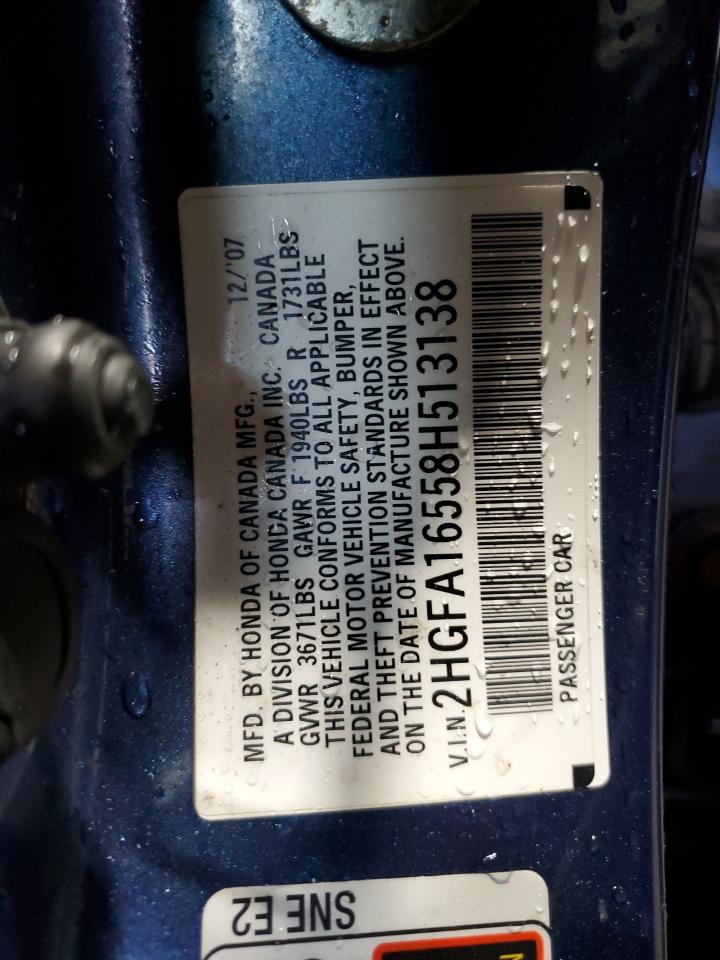 MFD. BY HONDA OF CANADA MFG., 12/'07
A DIVISION OF HONDA CANADA INC. CANADA
GVWR 3671LBS GAWR F 1940LBS R 1731LBS
THIS VEHICLE CONFORMS TO ALL APPLICABLE
FEDERAL MOTOR VEHICLE SAFETY, BUMPER,
AND THEFT PREVENTION STANDARDS IN EFFECT
ON THE DATE OF MANUFACTURE SHOWN ABOVE.
V.I.N. 2HGFA16558H513138
PASSENGER CAR
SNE E2